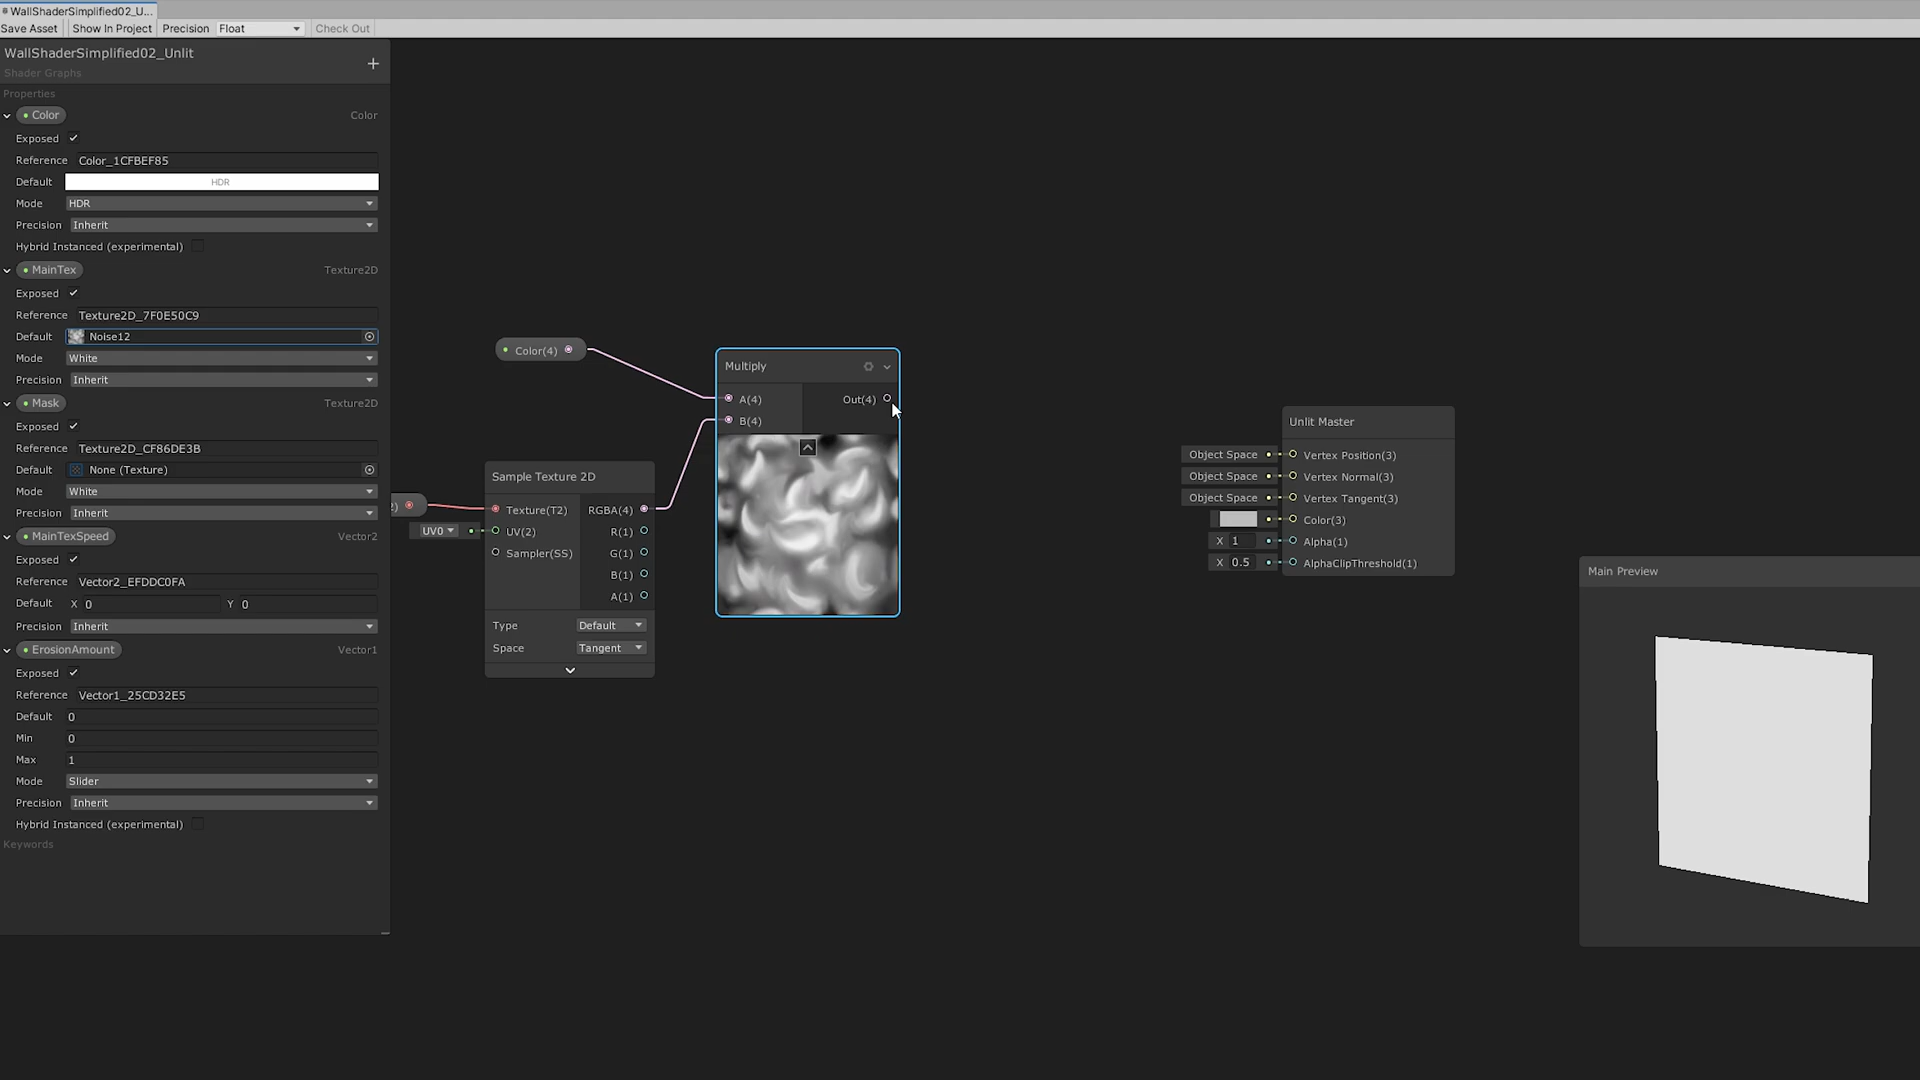 WallShaderSimplified02_U...
Save Asset Show In Project Precision Float Check Out
WallShaderSimplified02_Unlit
Shader Graphs
Properties
Color Color
Exposed
Reference Color_1CFBEF85
Default HDR
Mode HDR
Precision Inherit
Hybrid Instanced (experimental)
MainTex Texture2D
Exposed
Reference Texture2D_7F0E50C9
Default Noise12
Mode White
Precision Inherit
Mask Texture2D
Exposed
Reference Texture2D_CF86DE3B
Default None (Texture)
Mode White
Precision Inherit
MainTexSpeed Vector2
Exposed
Reference Vector2_EFDDC0FA
Default X 0 Y 0
Precision Inherit
ErosionAmount Vector1
Exposed
Reference Vector1_25CD32E5
Default 0
Min 0
Max 1
Mode Slider
Precision Inherit
Hybrid Instanced (experimental)
Keywords
Color(4)
2)
UV0
Sample Texture 2D
Texture(T2) RGBA(4)
UV(2) R(1)
Sampler(SS) G(1)
B(1)
A(1)
Type Default
Space Tangent
Multiply
A(4) Out(4)
B(4)
Unlit Master
Object Space Vertex Position(3)
Object Space Vertex Normal(3)
Object Space Vertex Tangent(3)
Color(3)
X 1 Alpha(1)
X 0.5 AlphaClipThreshold(1)
Main Preview